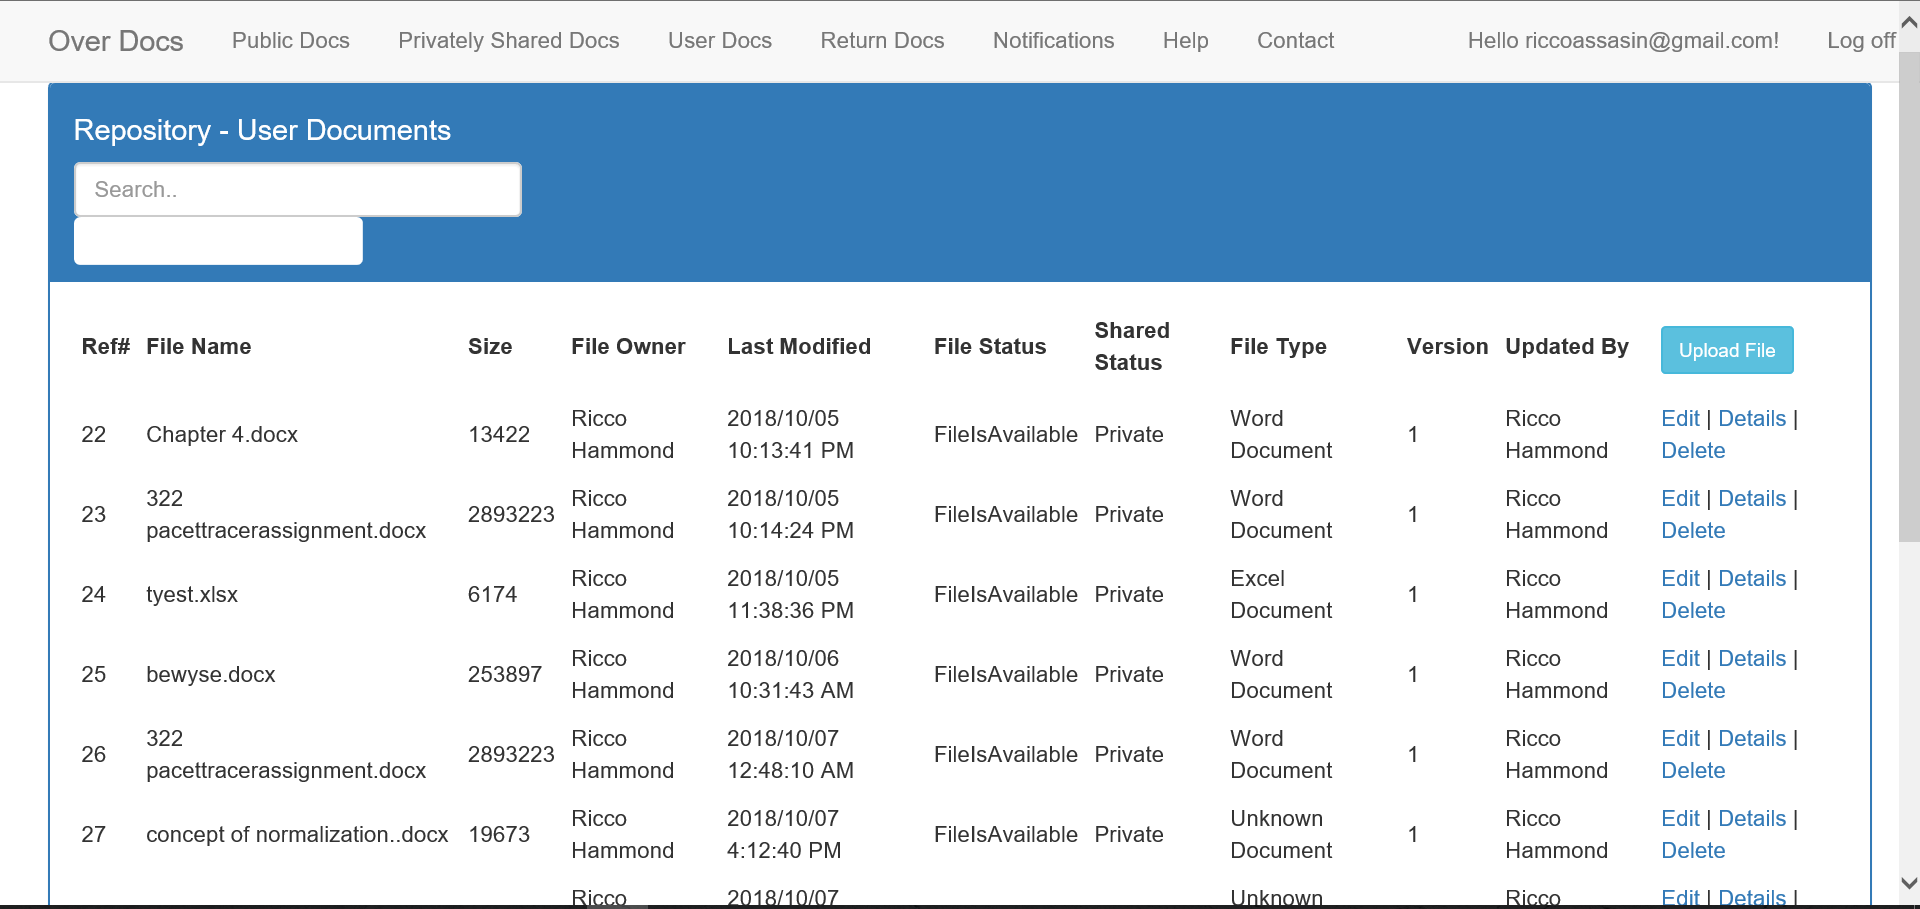 Over Docs Public Docs Privately Shared Docs User Docs Return Docs Notifications Help Contact Hello riccoassasin@gmail.com! Log off
Repository - User Documents
Search..
Ref# File Name Size File Owner Last Modified File Status Shared Status File Type Version Updated By Upload File
22 Chapter 4.docx 13422 Ricco Hammond 2018/10/05 10:13:41 PM FileIsAvailable Private Word Document 1 Ricco Hammond Edit | Details | Delete
23 322 pacettracerassignment.docx 2893223 Ricco Hammond 2018/10/05 10:14:24 PM FileIsAvailable Private Word Document 1 Ricco Hammond Edit | Details | Delete
24 tyest.xlsx 6174 Ricco Hammond 2018/10/05 11:38:36 PM FileIsAvailable Private Excel Document 1 Ricco Hammond Edit | Details | Delete
25 bewyse.docx 253897 Ricco Hammond 2018/10/06 10:31:43 AM FileIsAvailable Private Word Document 1 Ricco Hammond Edit | Details | Delete
26 322 pacettracerassignment.docx 2893223 Ricco Hammond 2018/10/07 12:48:10 AM FileIsAvailable Private Word Document 1 Ricco Hammond Edit | Details | Delete
27 concept of normalization..docx 19673 Ricco Hammond 2018/10/07 4:12:40 PM FileIsAvailable Private Unknown Document 1 Ricco Hammond Edit | Details | Delete
Ricco 2018/10/07 Unknown Ricco Edit | Details |